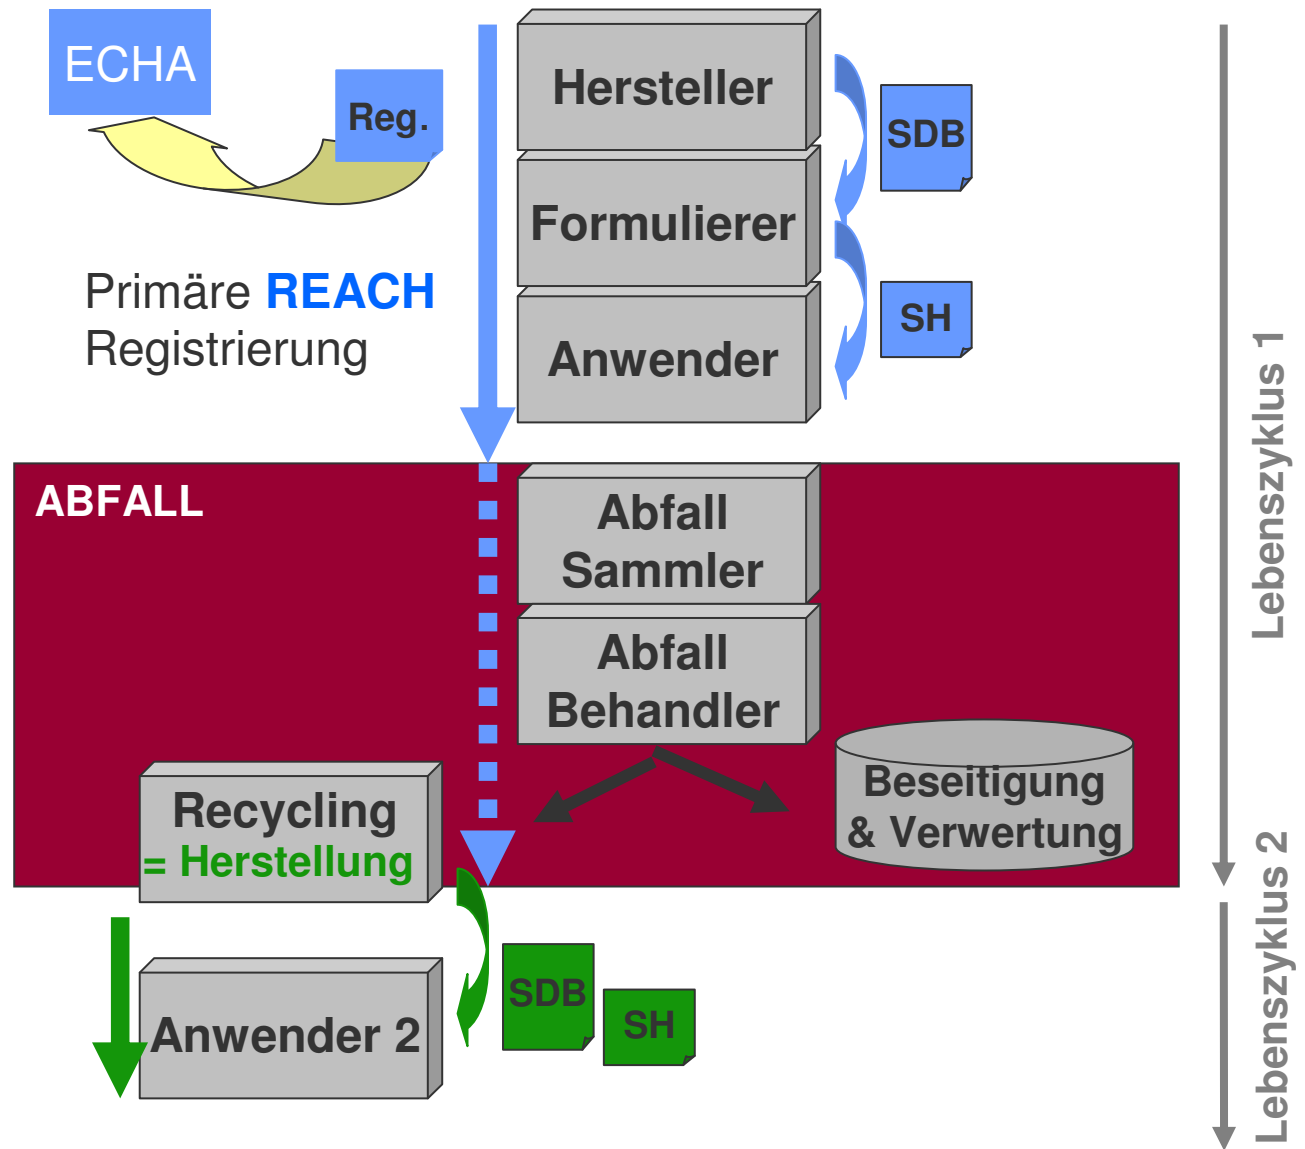 ECHA
Reg.
Primäre REACH
Registrierung
Hersteller
SDB
Formulierer
SH
Anwender
Lebenszyklus 1
ABFALL
Abfall
Sammler
Abfall
Behandler
Beseitigung
& Verwertung
Recycling
= Herstellung
Lebenszyklus 2
SDB
SH
Anwender 2